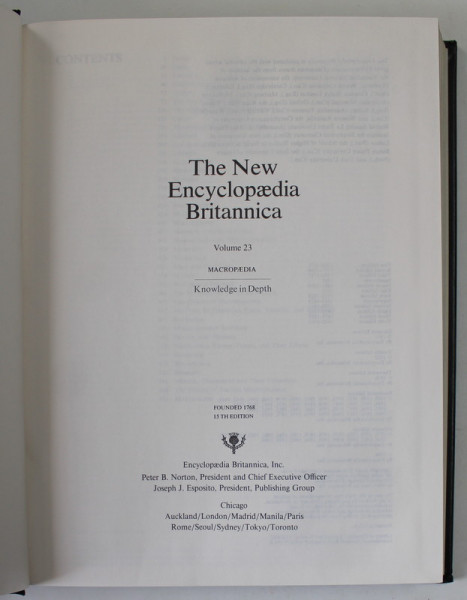 The New
Encyclopædia
Britannica
Volume 23
MACROPÆDIA
Knowledge in Depth
FOUNDED 1768
15 TH EDITION
Encyclopædia Britannica, Inc.
Peter B. Norton, President and Chief Executive Officer
Joseph J. Esposito, President, Publishing Group
Chicago
Auckland/London/Madrid/Manila/Paris
Rome/Seoul/Sydney/Tokyo/Toronto